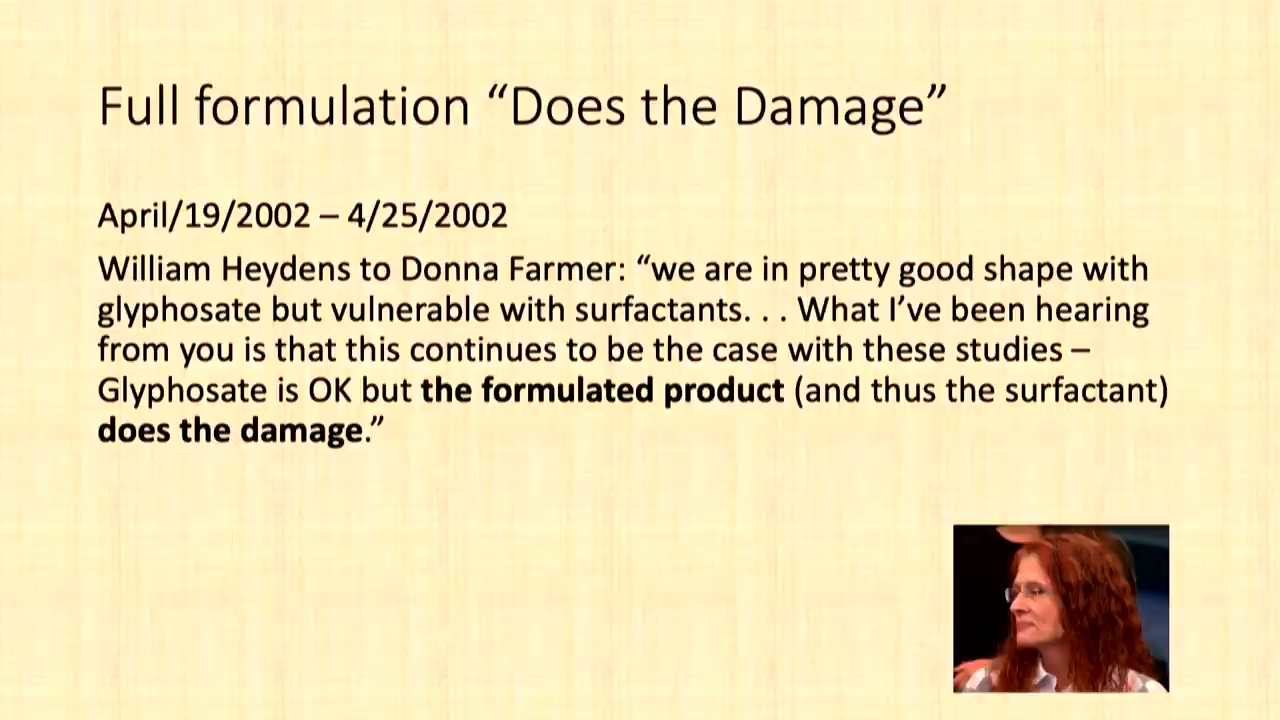 Full formulation “Does the Damage”
April/19/2002 – 4/25/2002
William Heydens to Donna Farmer: “we are in pretty good shape with
glyphosate but vulnerable with surfactants. . . What I’ve been hearing
from you is that this continues to be the case with these studies –
Glyphosate is OK but the formulated product (and thus the surfactant)
does the damage.”